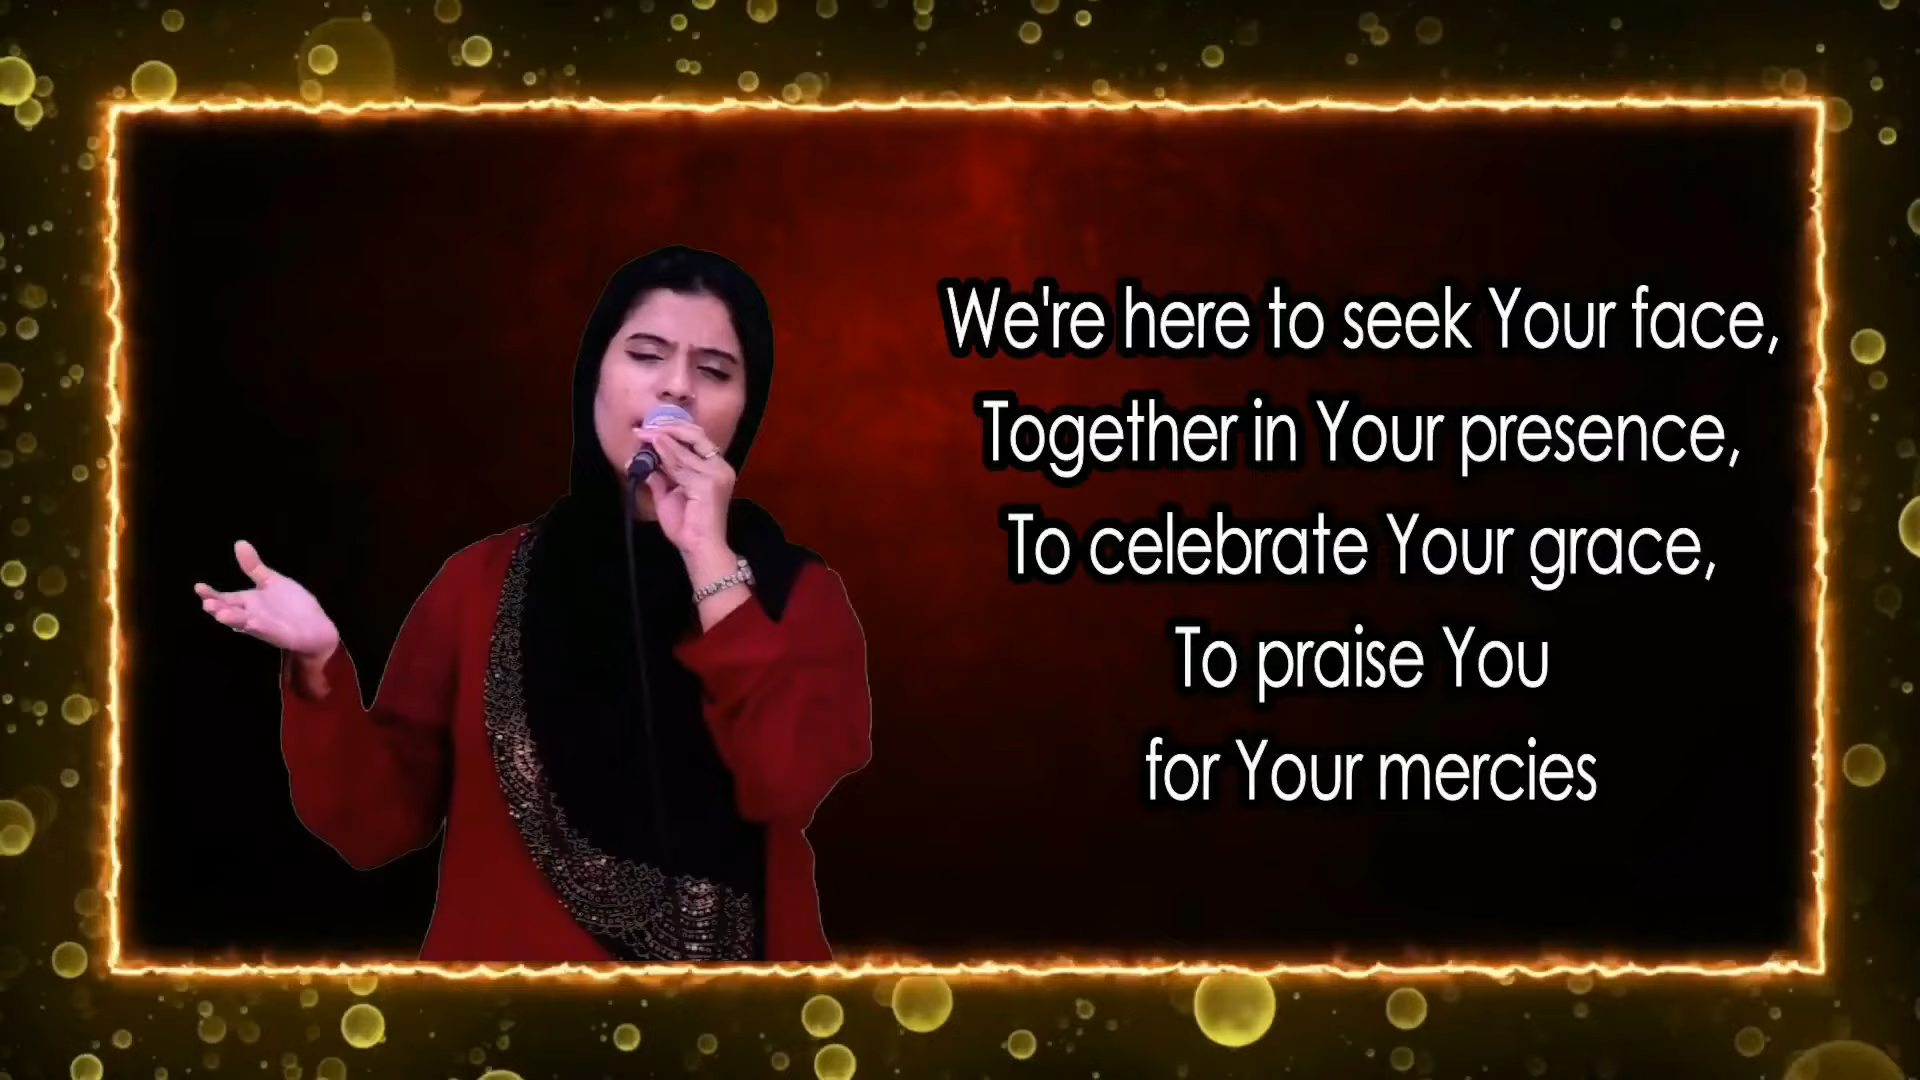 We're here to seek Your face,
Together in Your presence,
To celebrate Your grace,
To praise You
for Your mercies